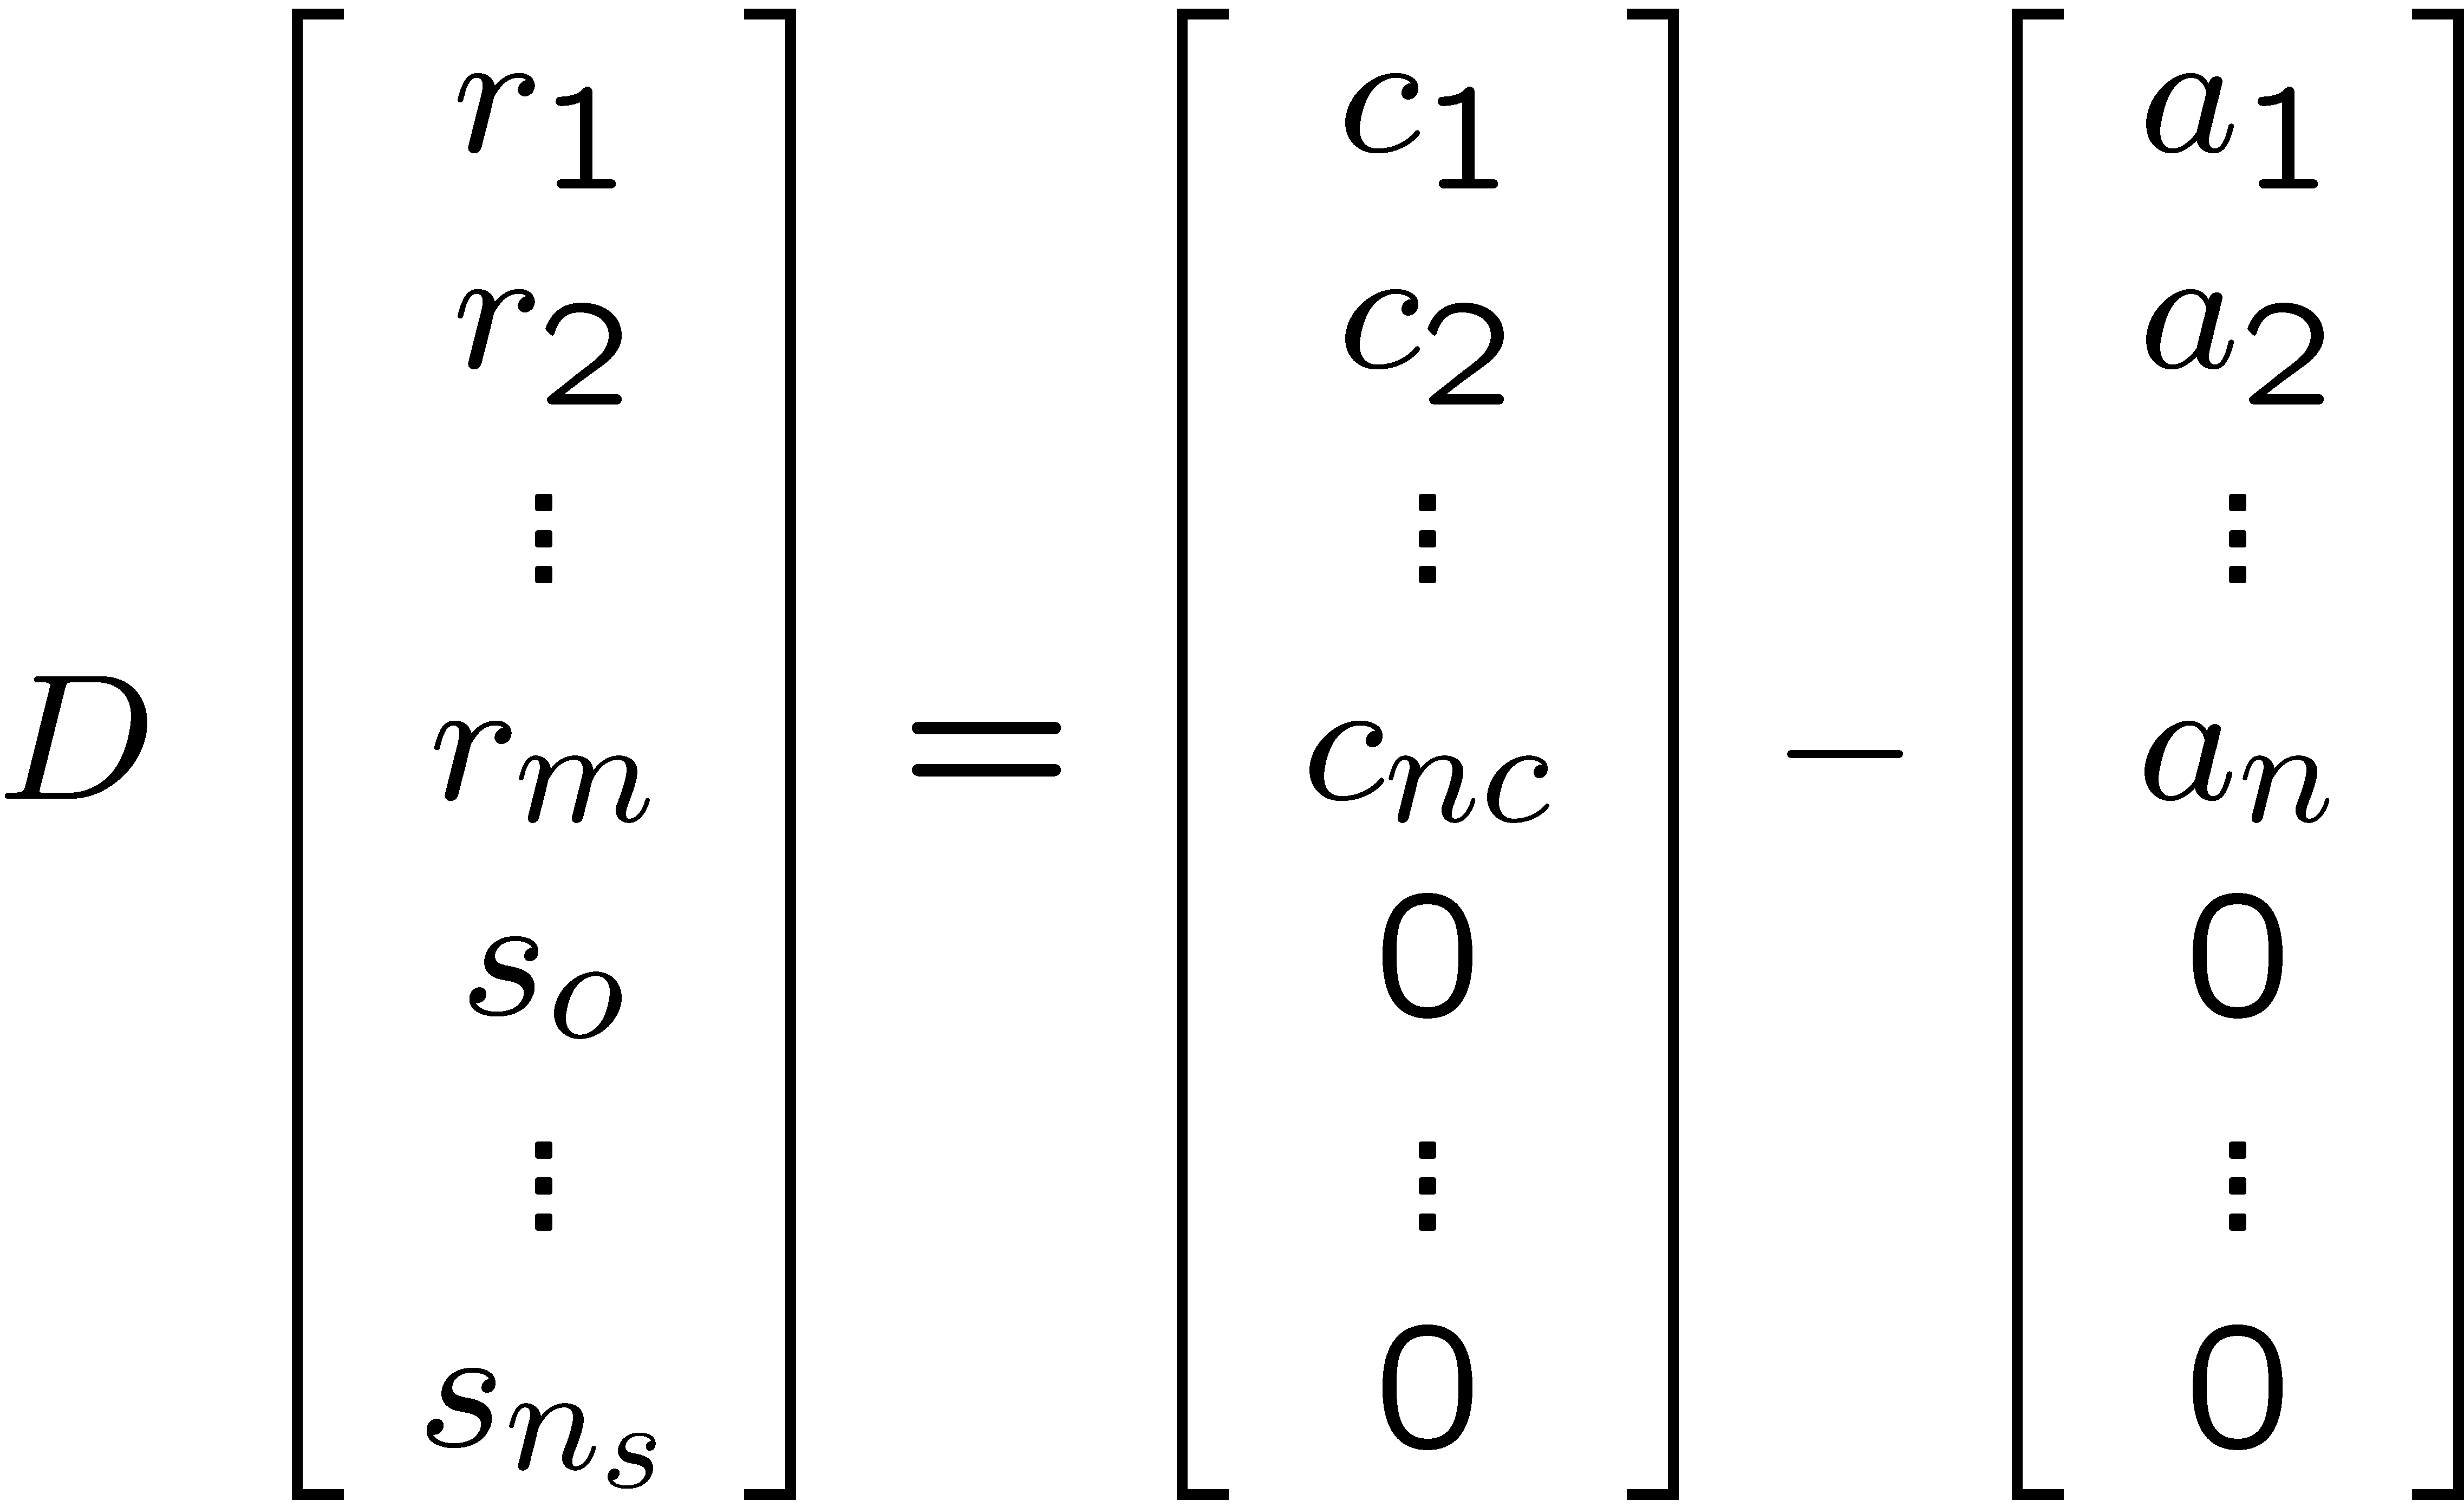 D [ r_1 r_2 ⋮ r_m s_o ⋮ s_{n_s} ] = [ c_1 c_2 ⋮ c_{nc} 0 ⋮ 0 ] − [ a_1 a_2 ⋮ a_n 0 ⋮ 0 ]